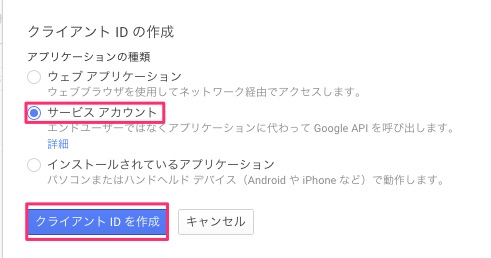 クライアント ID の作成
アプリケーションの種類
ウェブ アプリケーション
ウェブブラウザを使用してネットワーク経由でアクセスします。
サービス アカウント
エンドユーザーではなくアプリケーションに代わって Google API を呼び出します。
詳細
インストールされているアプリケーション
パソコンまたはハンドヘルド デバイス（Android や iPhone など）で動作します。
クライアント ID を作成 キャンセル